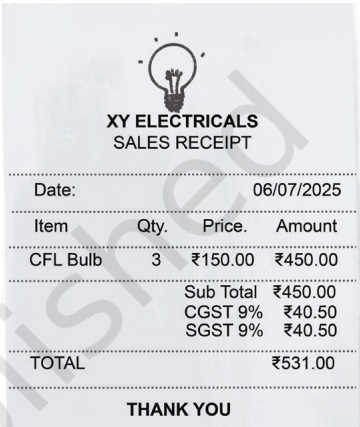 XY ELECTRICALS
SALES RECEIPT
Date: 06/07/2025
Item Qty. Price. Amount
CFL Bulb 3 ₹150.00 ₹450.00
Sub Total ₹450.00
CGST 9% ₹40.50
SGST 9% ₹40.50
TOTAL ₹531.00
THANK YOU